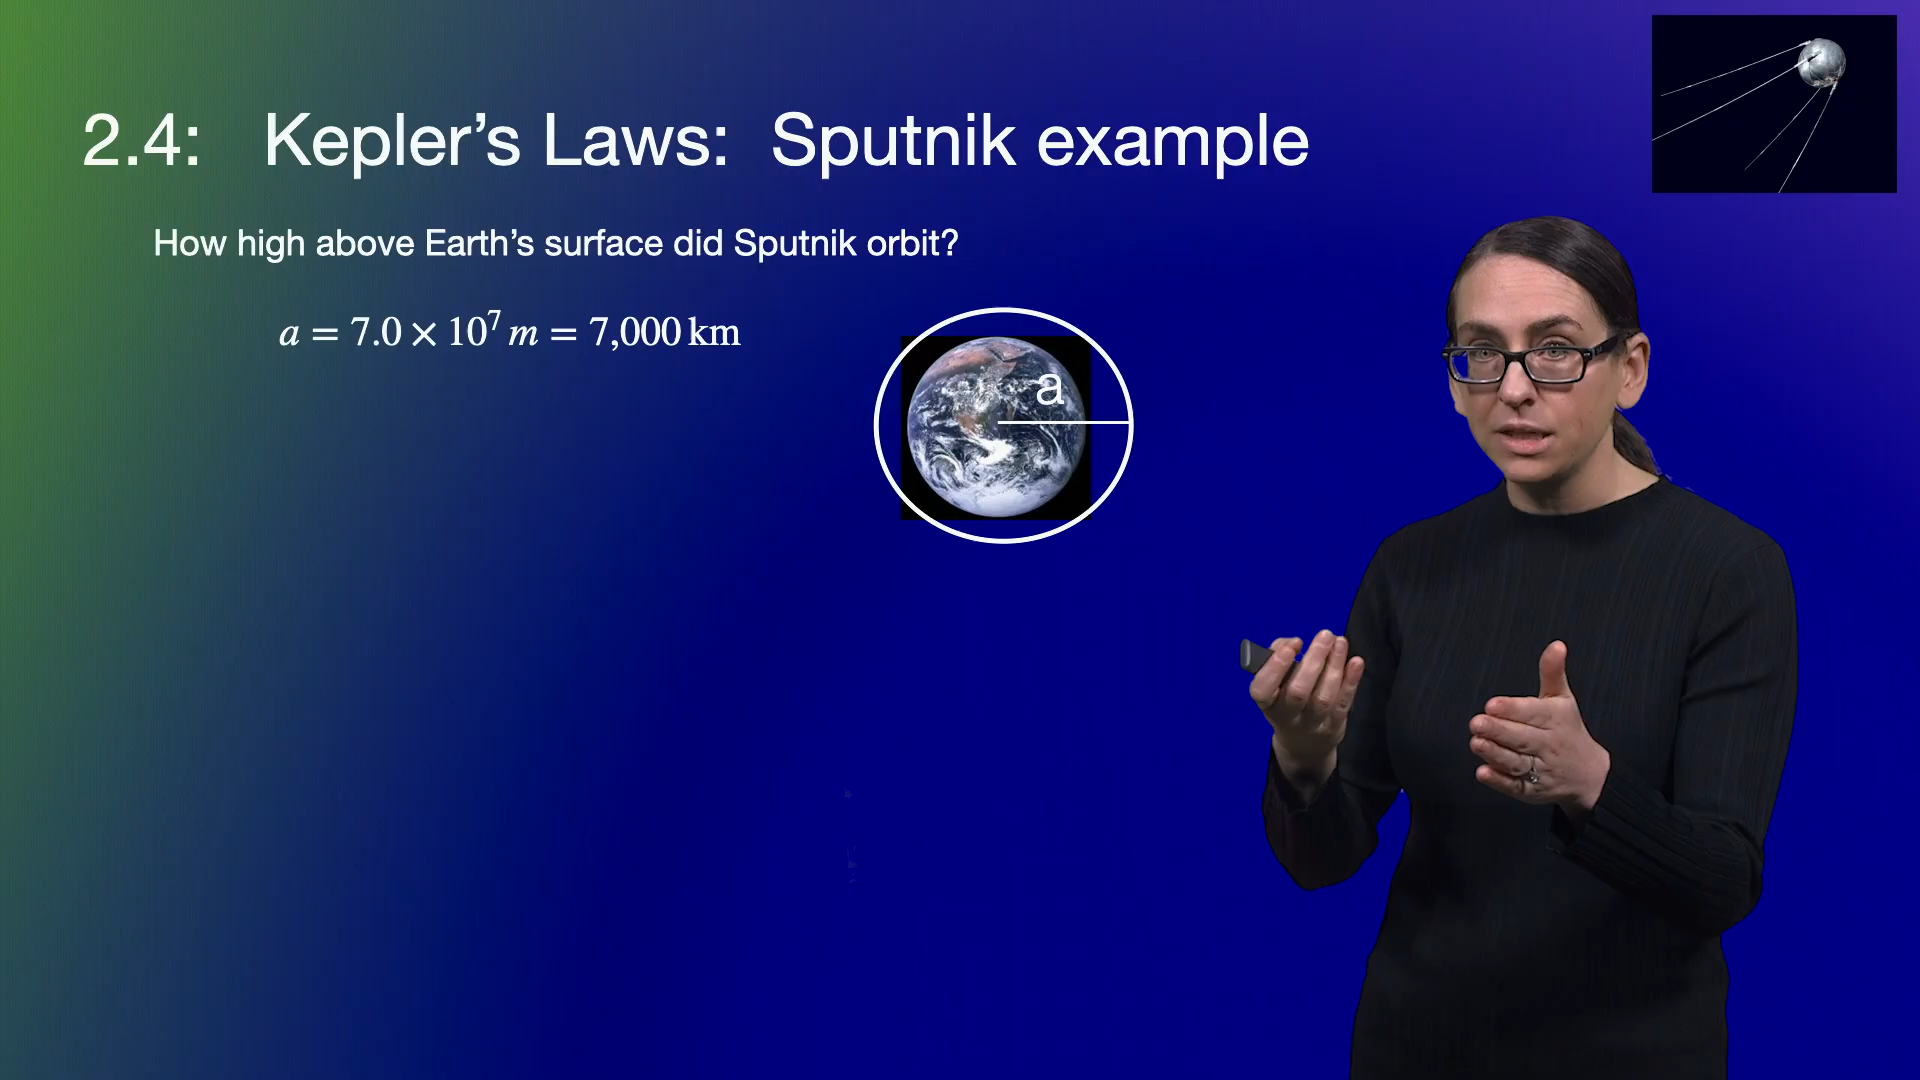 2.4: Kepler’s Laws: Sputnik example
How high above Earth’s surface did Sputnik orbit?
a = 7.0 × 10⁷ m = 7,000 km
a